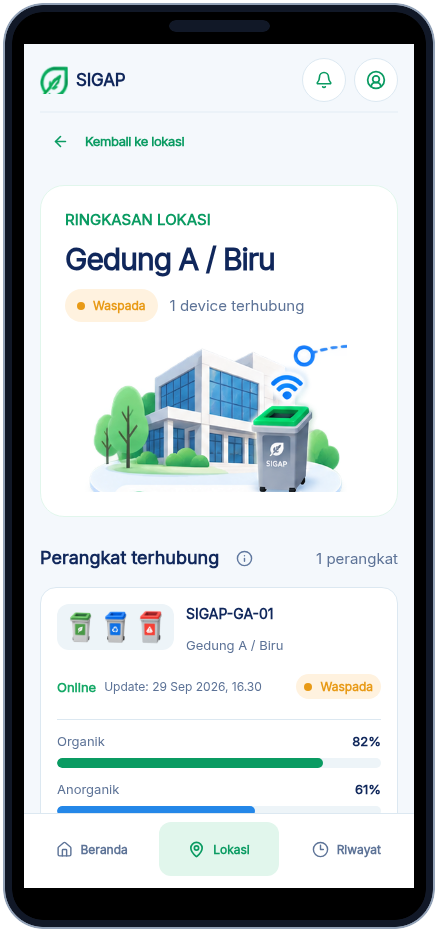 SIGAP
Kembali ke lokasi
RINGKASAN LOKASI
Gedung A / Biru
Waspada
1 device terhubung
SIGAP
Perangkat terhubung
1 perangkat
SIGAP-GA-01
Gedung A / Biru
Online
Update: 29 Sep 2026, 16.30
Waspada
Organik
82%
Anorganik
61%
Beranda
Lokasi
Riwayat